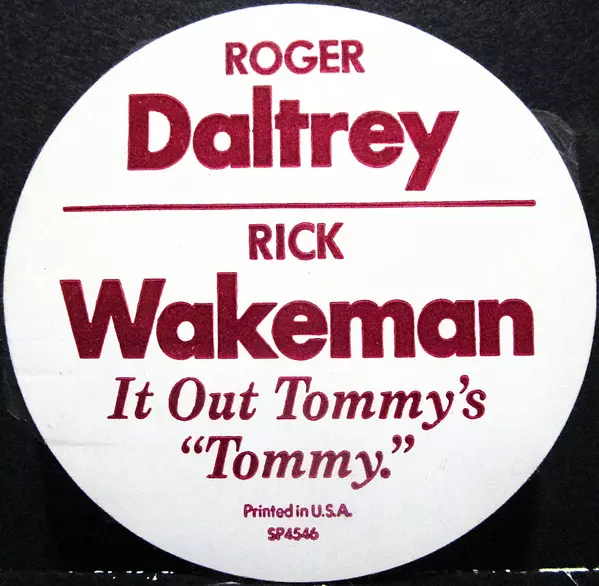 ROGER
Daltrey
RICK
Wakeman
It Out Tommy's
“Tommy.”
Printed in U.S.A.
SP4546